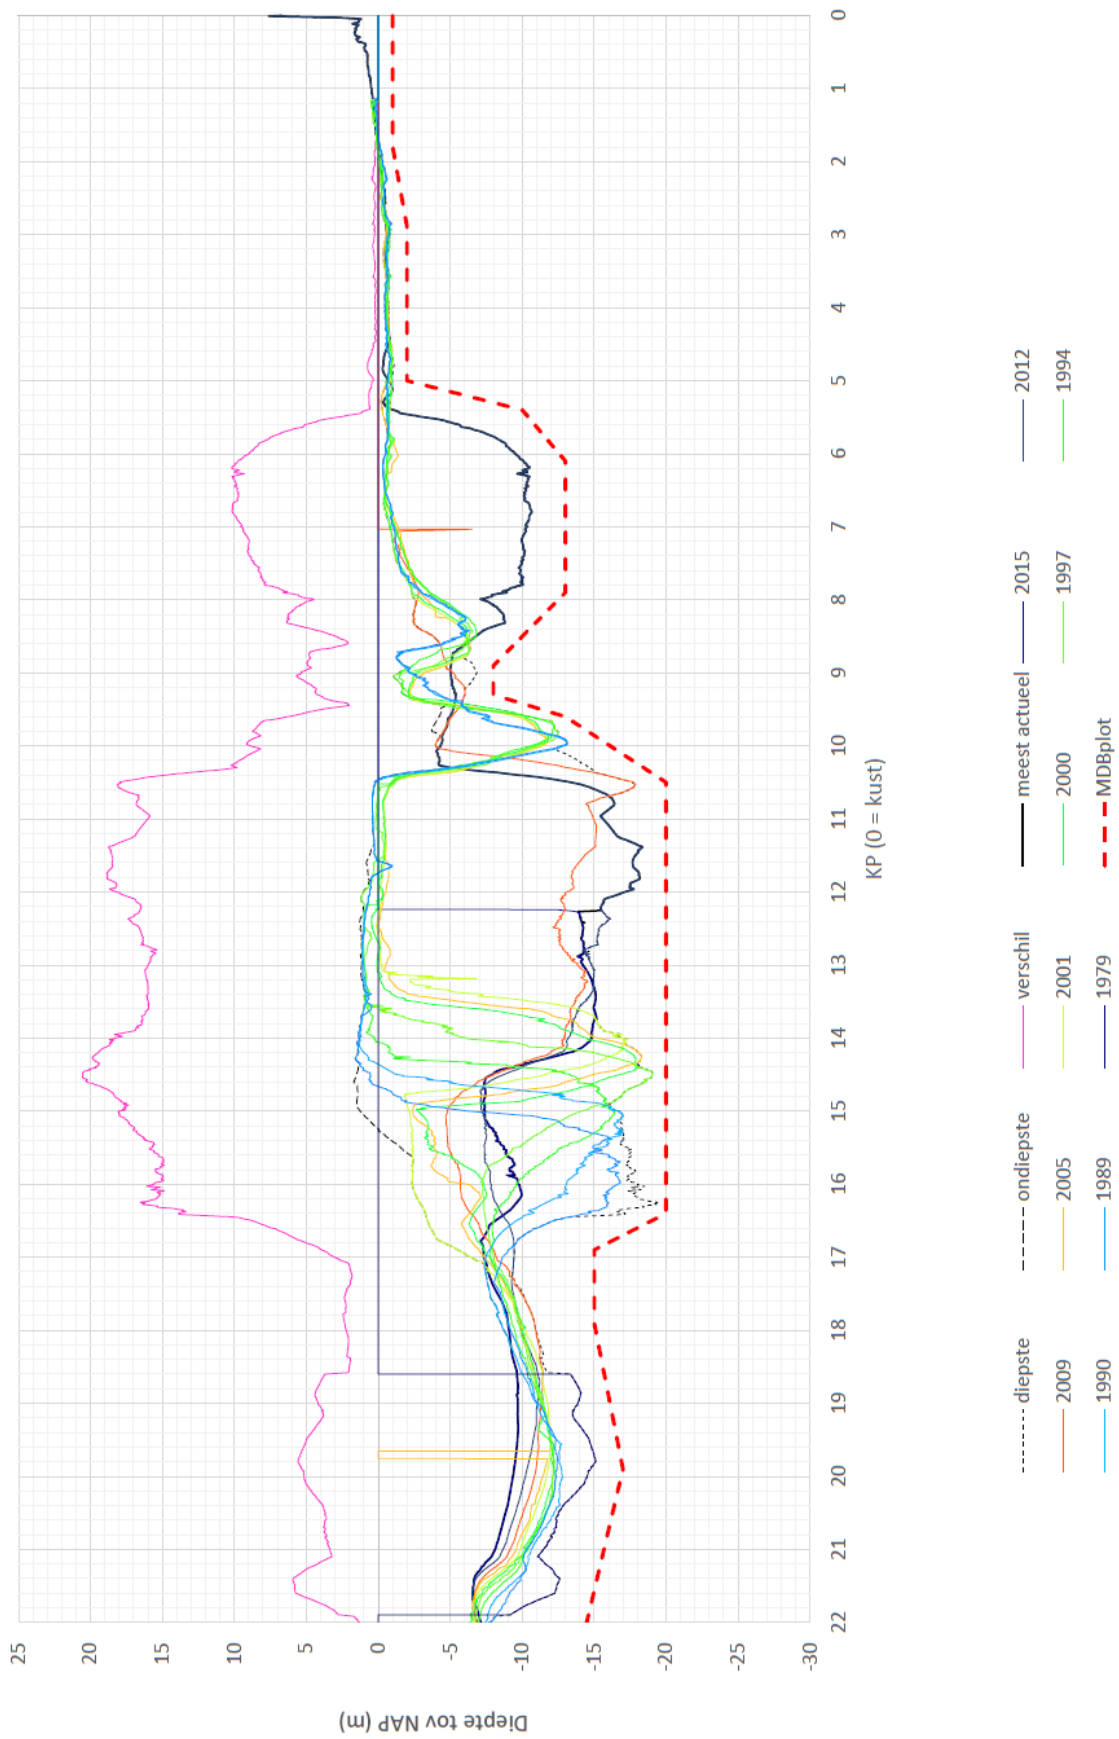 Diepte tov NAP (m)
25
20
15
10
5
0
-5
-10
-15
-20
-25
-30
22 21 20 19 18 17 16 15 14 13 12 11 10 9 8 7 6 5 4 3 2 1 0
KP (0 = kust)
diepste ondiepste verschil meest actueel 2015 2012
2009 2005 2001 2000 1997 1994
1990 1989 1979 MDBplot